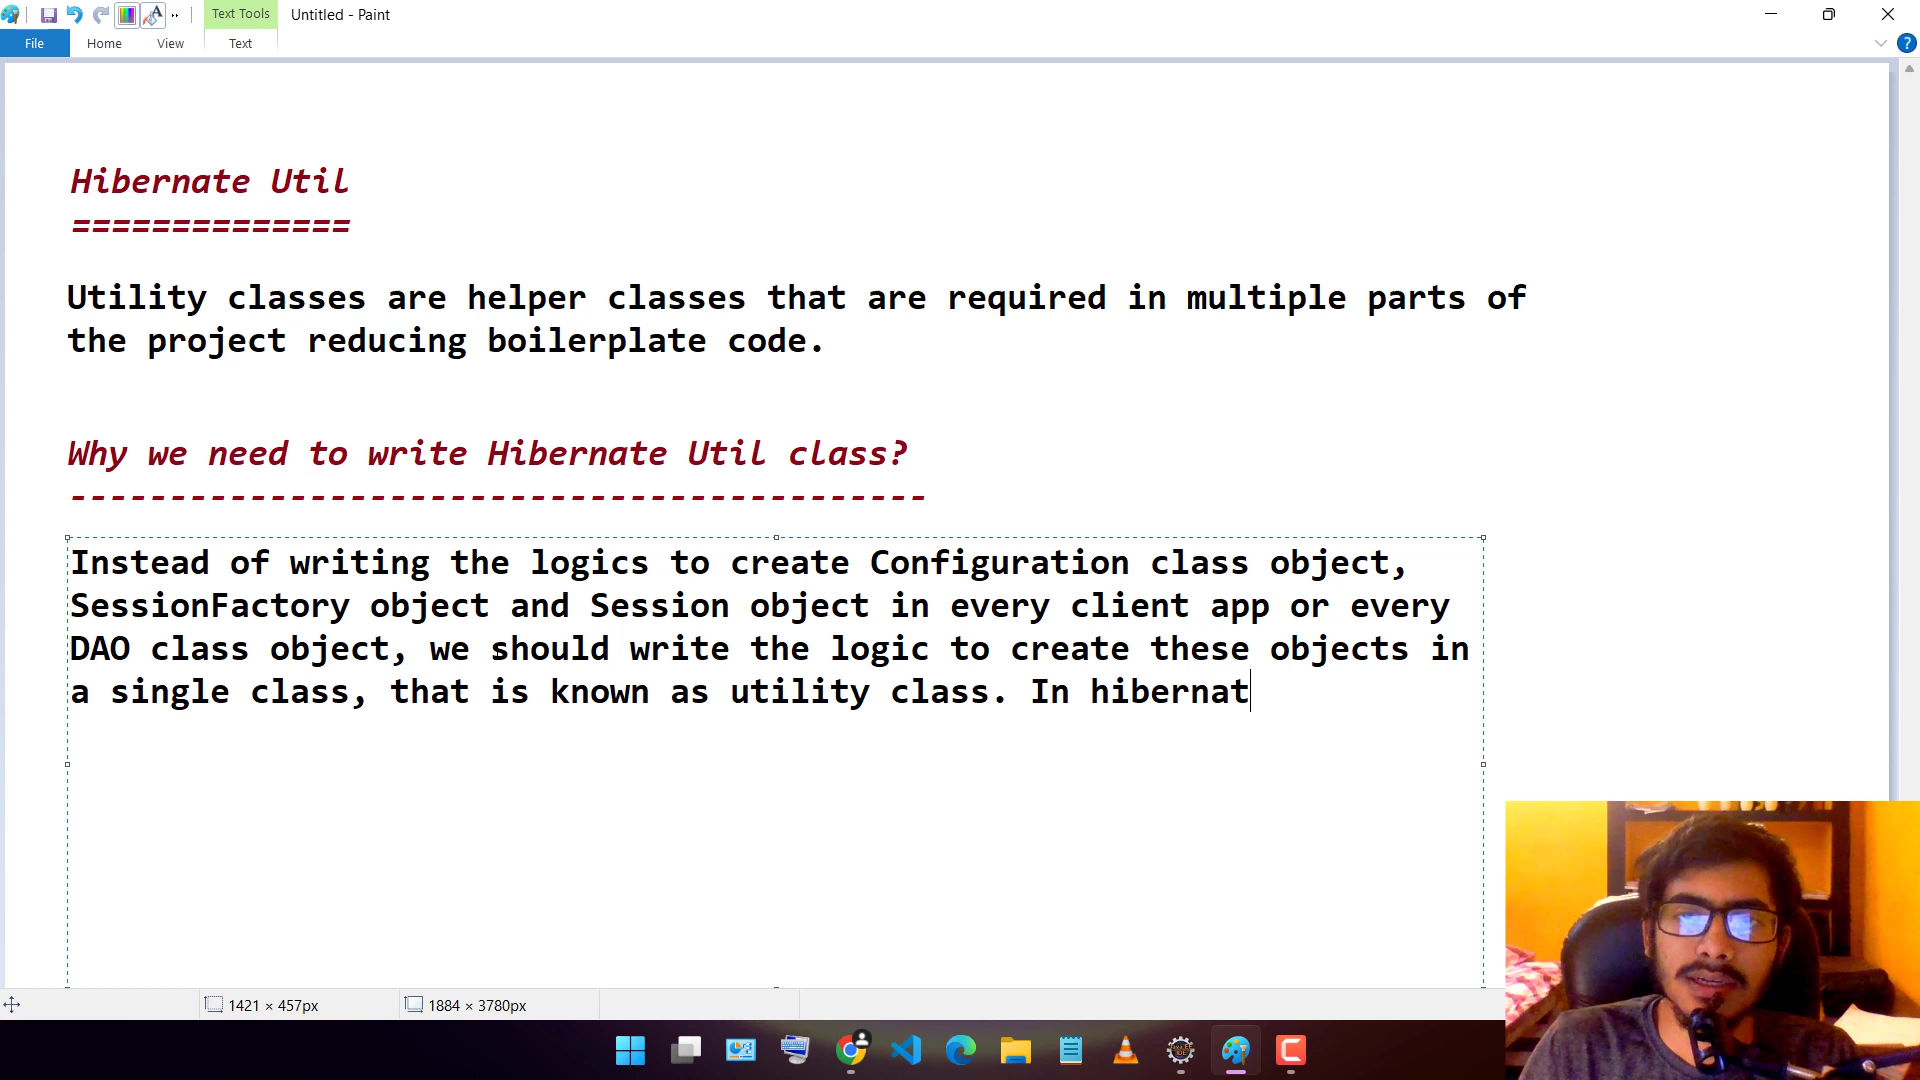 Text Tools
Untitled - Paint
File
Home
View
Text
?
Hibernate Util
==============
Utility classes are helper classes that are required in multiple parts of
the project reducing boilerplate code.
Why we need to write Hibernate Util class?
-------------------------------------------
Instead of writing the logics to create Configuration class object,
SessionFactory object and Session object in every client app or every
DAO class object, we should write the logic to create these objects in
a single class, that is known as utility class. In hibernat
1421 × 457px
1884 × 3780px